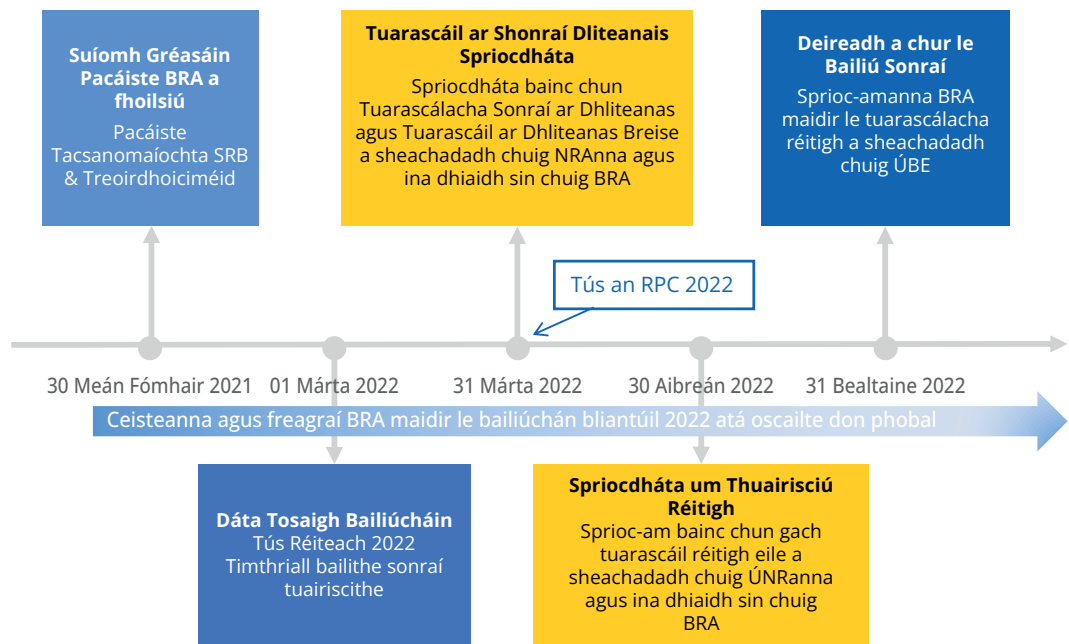 Suíomh Gréasáin
Pacáiste BRA a
fhoilsiú
Pacáiste
Tacsanomaíochta SRB
& Treoirdhoiciméid
Tuarascáil ar Shonraí Dliteanais
Spriocdháta
Spriocdháta bainc chun
Tuarascálacha Sonraí ar Dhliteanas
agus Tuarascáil ar Dhliteanas Breise
a sheachadadh chuig NRAnna agus
ina dhiaidh sin chuig BRA
Deireadh a chur le
Bailiú Sonraí
Sprioc-amanna BRA
maidir le tuarascálacha
réitigh a sheachadadh
chuig ÚBE
Tús an RPC 2022
30 Meán Fómhair 2021
01 Márta 2022
31 Márta 2022
30 Aibreán 2022
31 Bealtaine 2022
Ceisteanna agus freagraí BRA maidir le bailiúchán bliantúil 2022 atá oscailte don phobal
Dáta Tosaigh Bailiúcháin
Tús Réiteach 2022
Timthriall bailithe sonraí
tuairiscithe
Spriocdháta um Thuairisciú
Réitigh
Sprioc-am bainc chun gach
tuarascáil réitigh eile a
sheachadadh chuig ÚNRanna
agus ina dhiaidh sin chuig
BRA